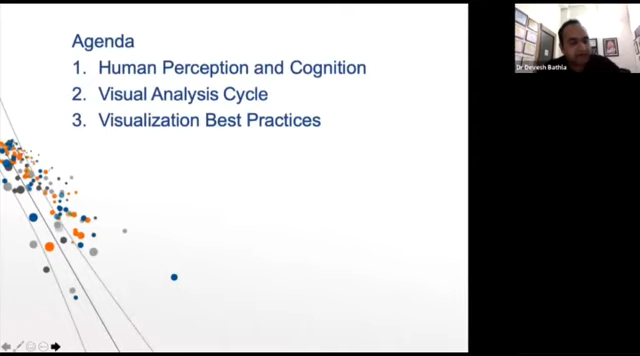 Agenda
1. Human Perception and Cognition
2. Visual Analysis Cycle
3. Visualization Best Practices
Dr Devesh Bathla